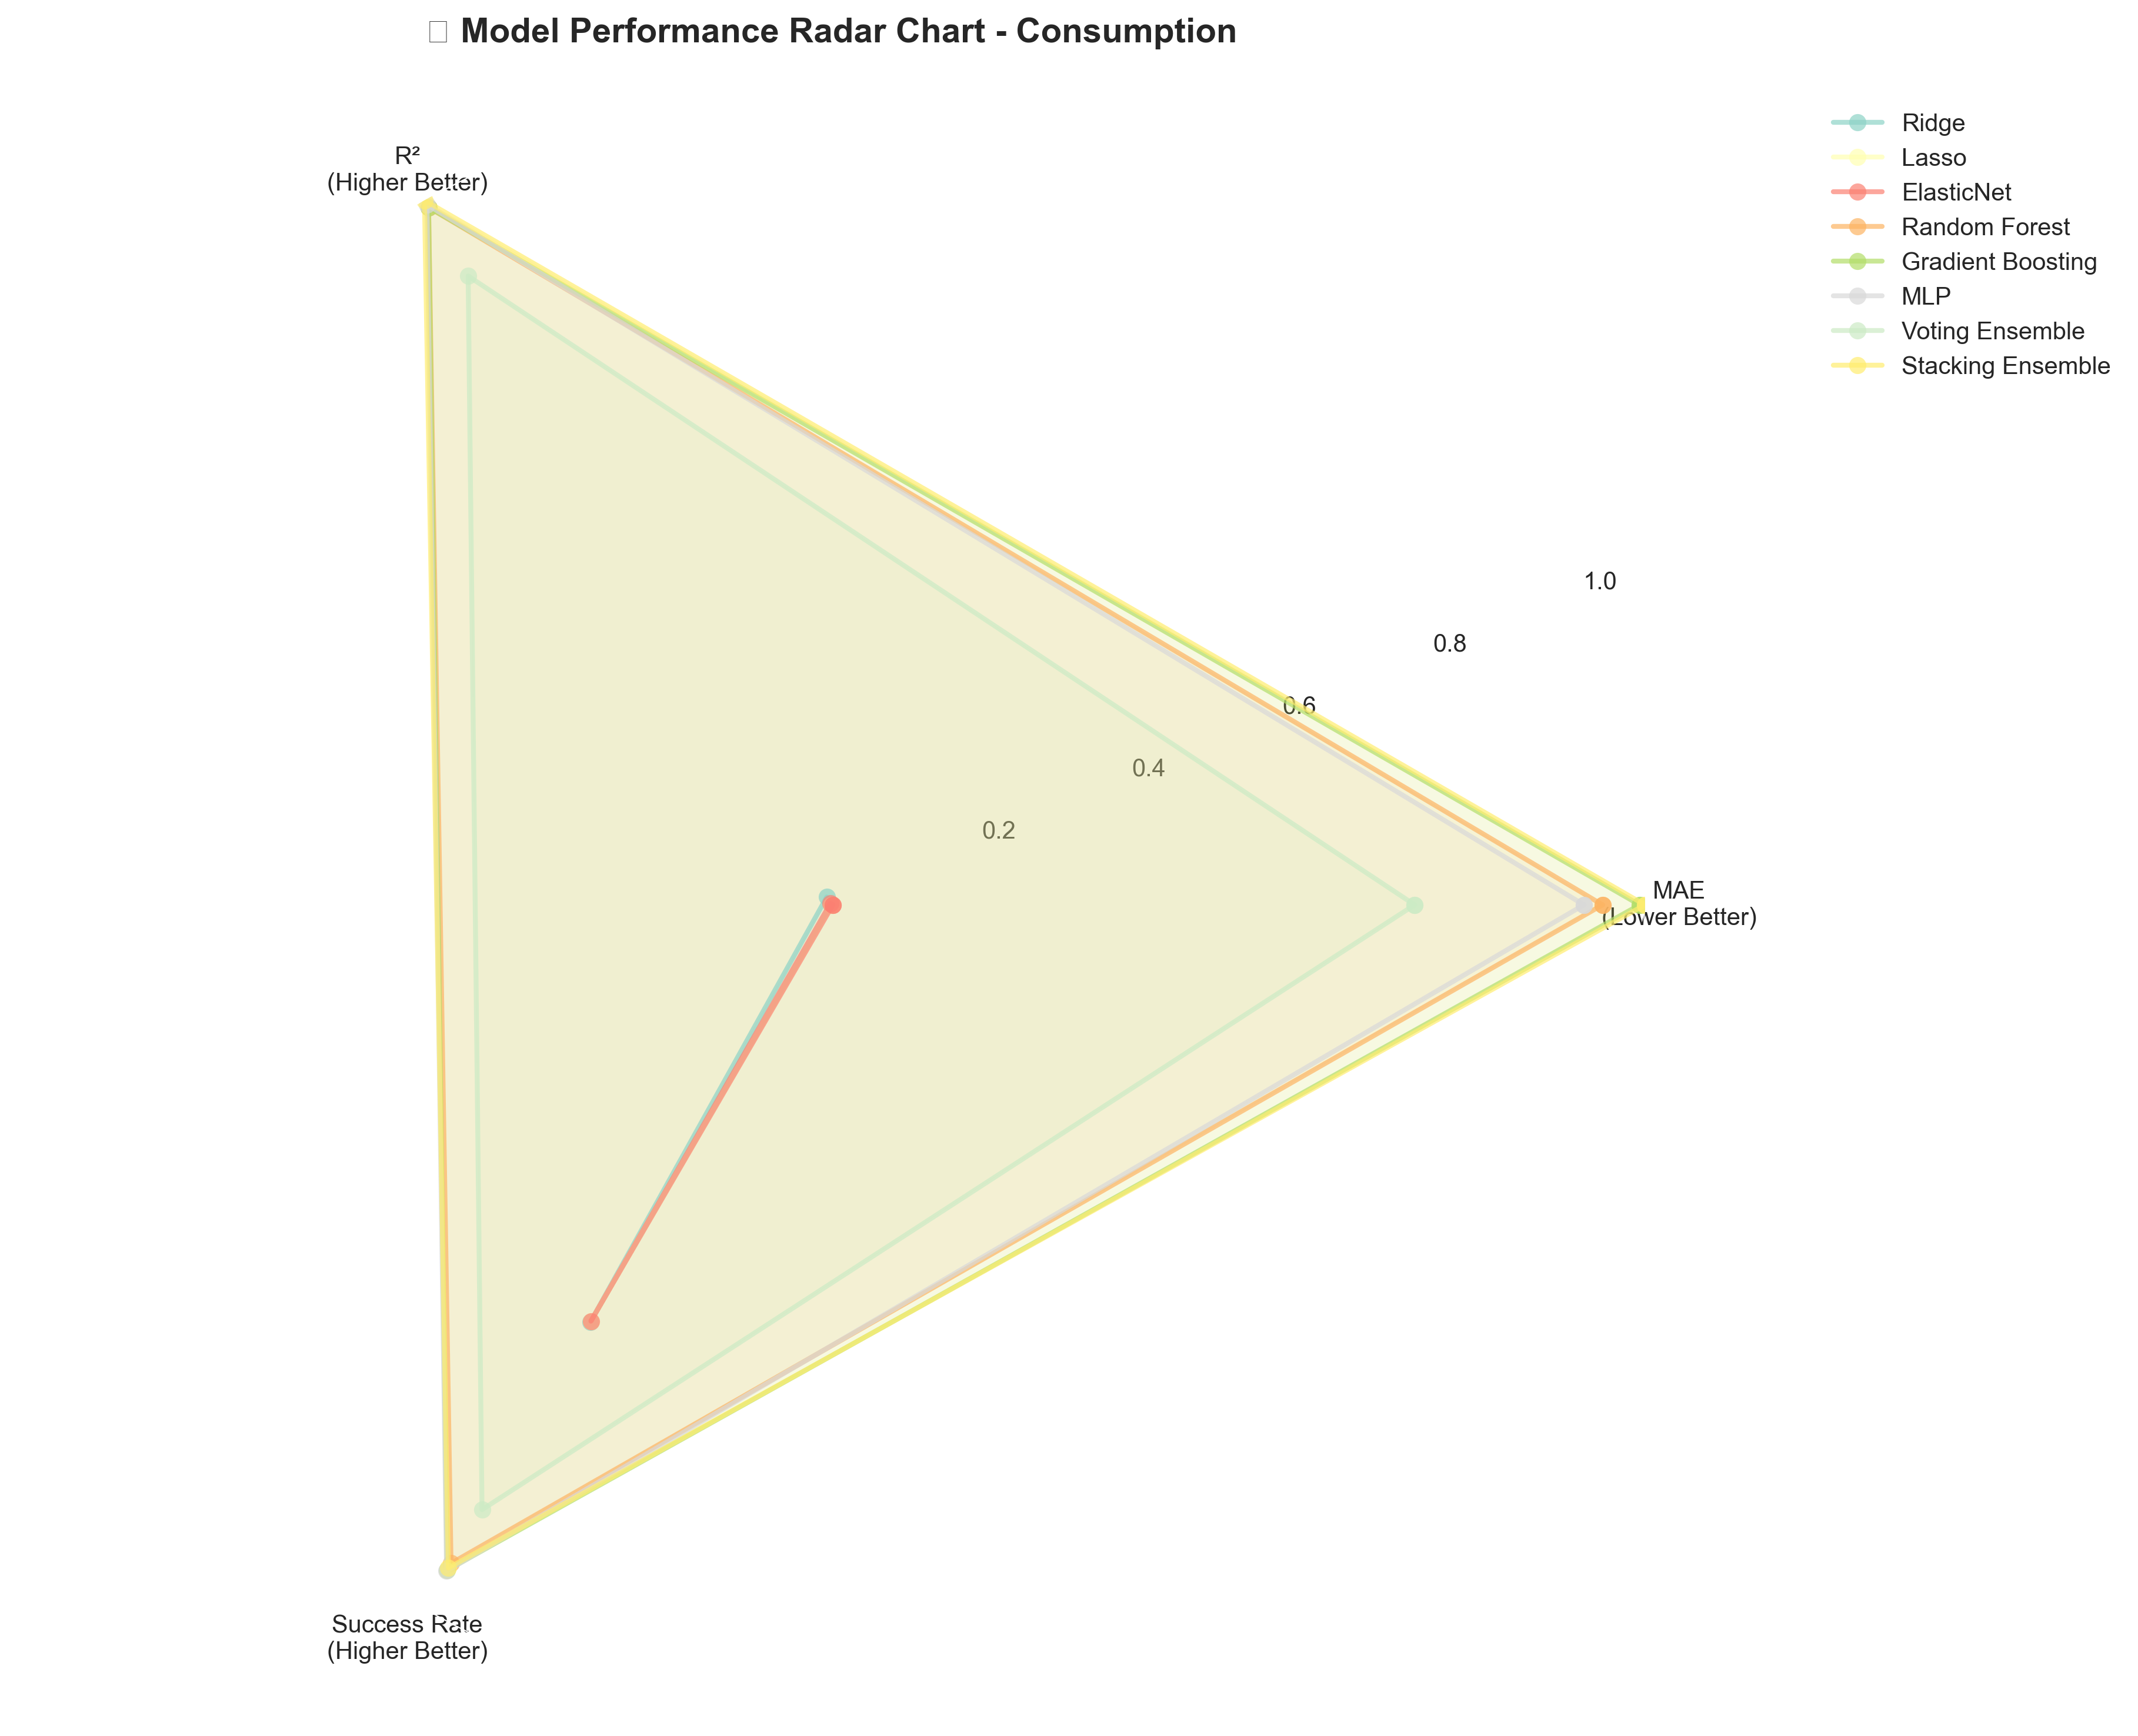 Model Performance Radar Chart - Consumption
R²
(Higher Better)
Ridge
Lasso
ElasticNet
Random Forest
Gradient Boosting
MLP
Voting Ensemble
Stacking Ensemble
1.0
0.8
0.6
0.4
0.2
MAE
(Lower Better)
Success Rate
(Higher Better)